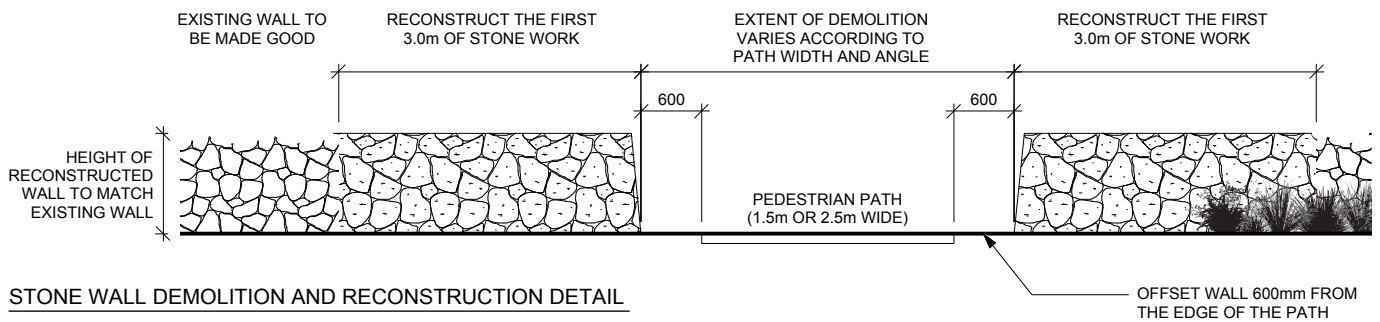 EXISTING WALL TO
BE MADE GOOD
RECONSTRUCT THE FIRST
3.0m OF STONE WORK
EXTENT OF DEMOLITION
VARIES ACCORDING TO
PATH WIDTH AND ANGLE
RECONSTRUCT THE FIRST
3.0m OF STONE WORK
600
600
HEIGHT OF
RECONSTRUCTED
WALL TO MATCH
EXISTING WALL
PEDESTRIAN PATH
(1.5m OR 2.5m WIDE)
STONE WALL DEMOLITION AND RECONSTRUCTION DETAIL
OFFSET WALL 600mm FROM
THE EDGE OF THE PATH